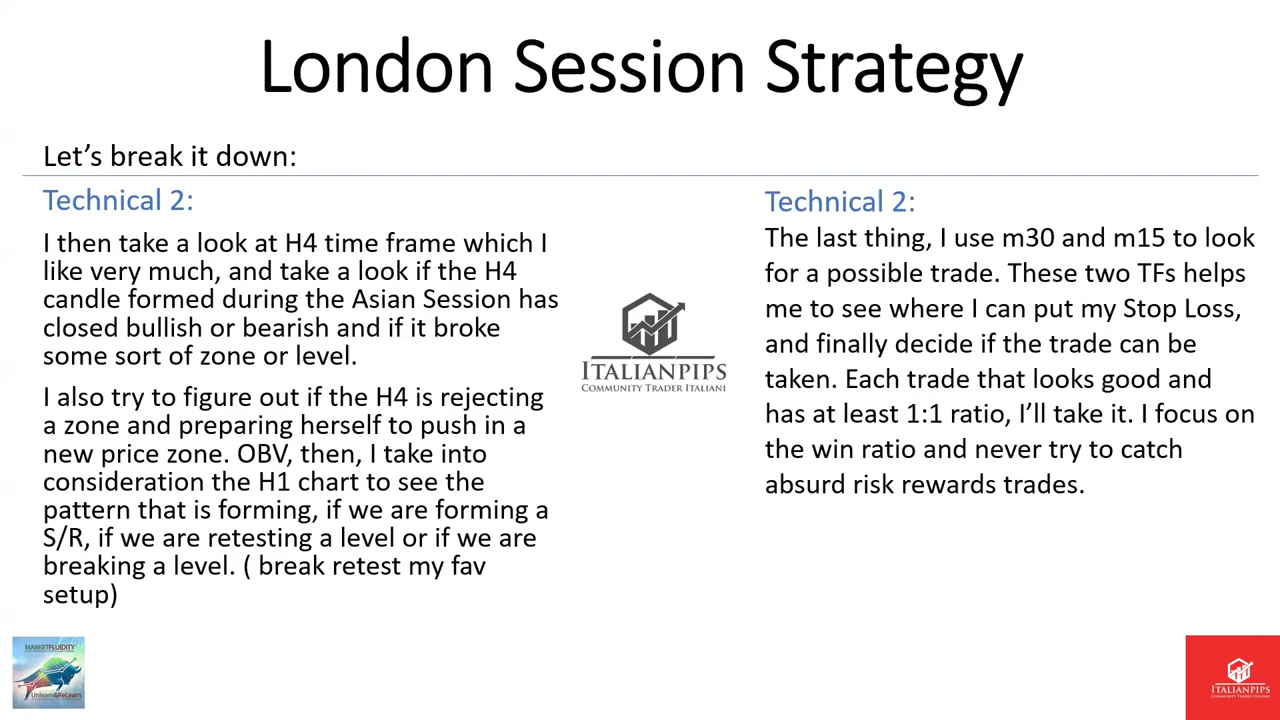 London Session Strategy
Let's break it down:
Technical 2:
I then take a look at H4 time frame which I
like very much, and take a look if the H4
candle formed during the Asian Session has
closed bullish or bearish and if it broke
some sort of zone or level.
I also try to figure out if the H4 is rejecting
a zone and preparing herself to push in a
new price zone. OBV, then, I take into
consideration the H1 chart to see the
pattern that is forming, if we are forming a
S/R, if we are retesting a level or if we are
breaking a level. ( break retest my fav
setup)
ITALIANPIPS
COMMUNITY TRADER ITALIANI
Technical 2:
The last thing, I use m30 and m15 to look
for a possible trade. These two TFs helps
me to see where I can put my Stop Loss,
and finally decide if the trade can be
taken. Each trade that looks good and
has at least 1:1 ratio, I'll take it. I focus on
the win ratio and never try to catch
absurd risk rewards trades.
MARKETFLUIDITY
Unlearn&ReLearn
ITALIANPIPS
COMMUNITY TRADER ITALIANI